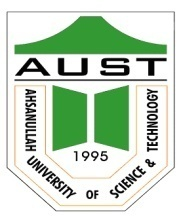 AUST
1995
AHSANULLAH UNIVERSITY OF SCIENCE & TECHNOLOGY